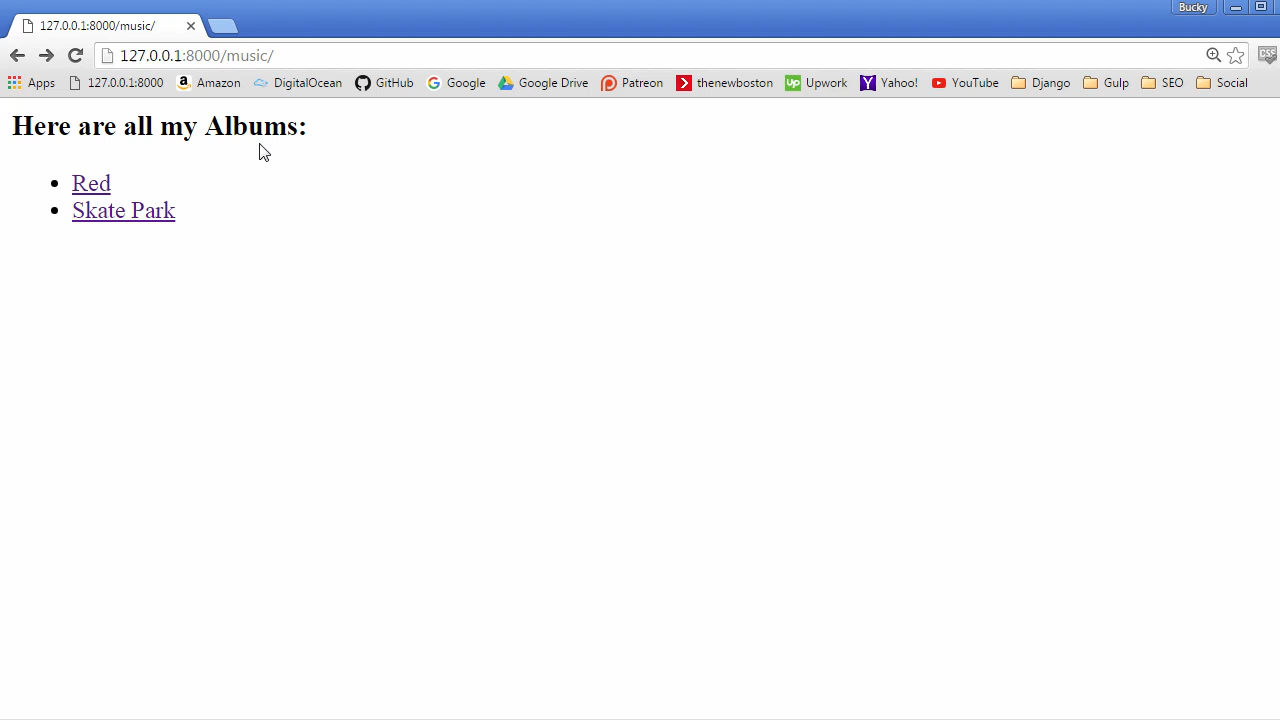 Bucky
127.0.0.1:8000/music/
127.0.0.1:8000/music/
CSS
Apps 127.0.0.1:8000 Amazon DigitalOcean GitHub Google Google Drive Patreon thenewboston Upwork Yahoo! YouTube Django Gulp SEO Social
Here are all my Albums:
Red
Skate Park